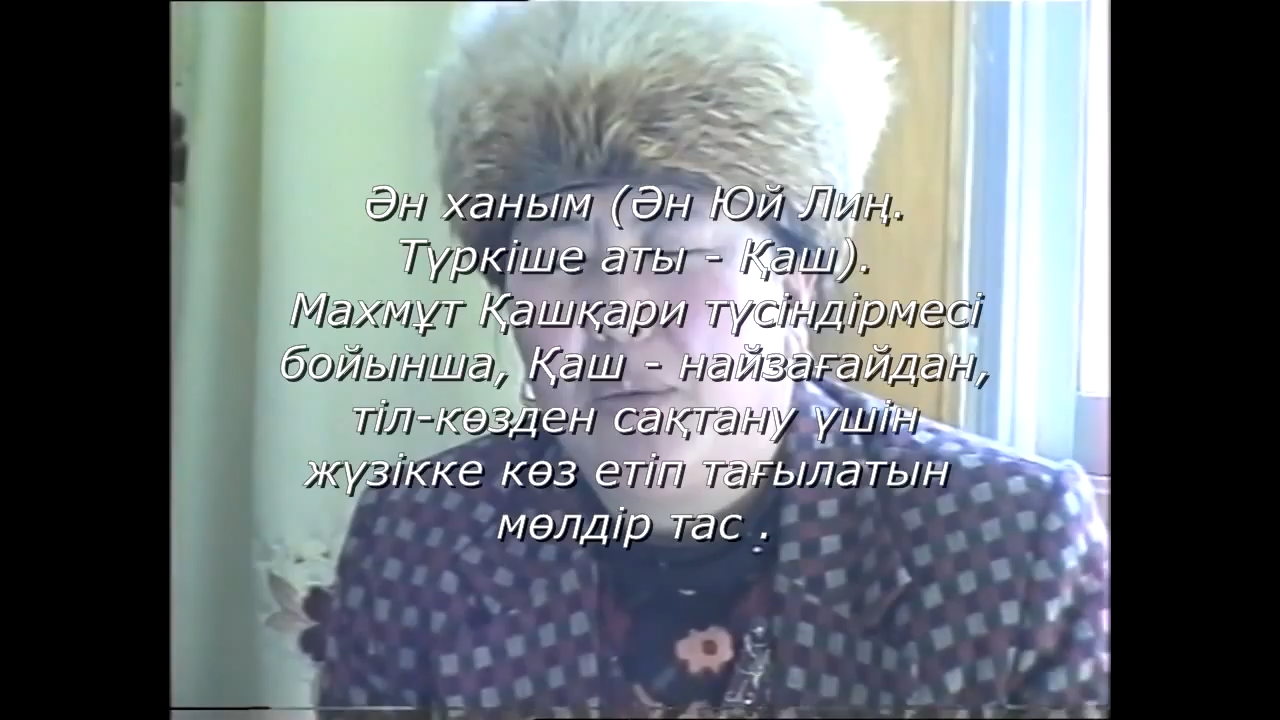 Ән ханым (Ән Юй Лиң.
Түркіше аты - Қаш).
Махмұт Қашқари түсіндірмесі
бойынша, Қаш - найзағайдан,
тіл-көзден сақтану үшін
жүзікке көз етіп тағылатын
мөлдір тас .